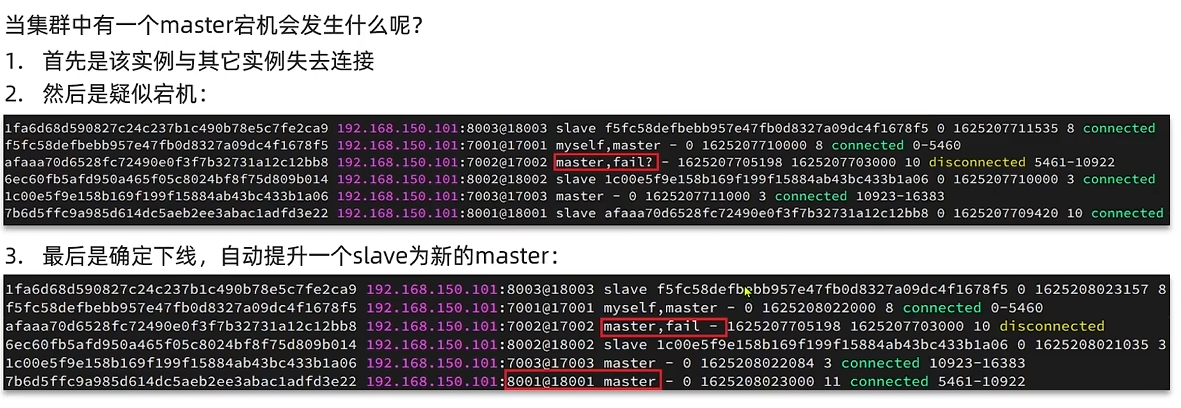 当集群中有一个master宕机会发生什么呢？
1. 首先是该实例与其它实例失去连接
2. 然后是疑似宕机：
1fa6d68d590827c24c237b1c490b78e5c7fe2ca9 192.168.150.101:8003@18003 slave f5fc58defbebb957e47fb0d8327a09dc4f1678f5 0 1625207711535 8 connected
f5fc58defbebb957e47fb0d8327a09dc4f1678f5 192.168.150.101:7001@17001 myself,master - 0 1625207710000 8 connected 0-5460
afaaa70d6528fc72490e0f3f7b32731a12c12bb8 192.168.150.101:7002@17002 master,fail? - 1625207705198 1625207703000 10 disconnected 5461-10922
6ec60fb5afd950a465f05c8024bf8f75d809b014 192.168.150.101:8002@18002 slave 1c00e5f9e158b169f199f15884ab43bc433b1a06 0 1625207710000 3 connected
1c00e5f9e158b169f199f15884ab43bc433b1a06 192.168.150.101:7003@17003 master - 0 1625207711000 3 connected 10923-16383
7b6d5ffc9a985d614dc5aeb2ee3abac1adfd3e22 192.168.150.101:8001@18001 slave afaaa70d6528fc72490e0f3f7b32731a12c12bb8 0 1625207709420 10 connected
3. 最后是确定下线，自动提升一个slave为新的master：
1fa6d68d590827c24c237b1c490b78e5c7fe2ca9 192.168.150.101:8003@18003 slave f5fc58defbebb957e47fb0d8327a09dc4f1678f5 0 1625208023157 8
f5fc58defbebb957e47fb0d8327a09dc4f1678f5 192.168.150.101:7001@17001 myself,master - 0 1625208022000 8 connected 0-5460
afaaa70d6528fc72490e0f3f7b32731a12c12bb8 192.168.150.101:7002@17002 master,fail - 1625207705198 1625207703000 10 disconnected
6ec60fb5afd950a465f05c8024bf8f75d809b014 192.168.150.101:8002@18002 slave 1c00e5f9e158b169f199f15884ab43bc433b1a06 0 1625208021035 3
1c00e5f9e158b169f199f15884ab43bc433b1a06 192.168.150.101:7003@17003 master - 0 1625208022084 3 connected 10923-16383
7b6d5ffc9a985d614dc5aeb2ee3abac1adfd3e22 192.168.150.101:8001@18001 master - 0 1625208023000 11 connected 5461-10922